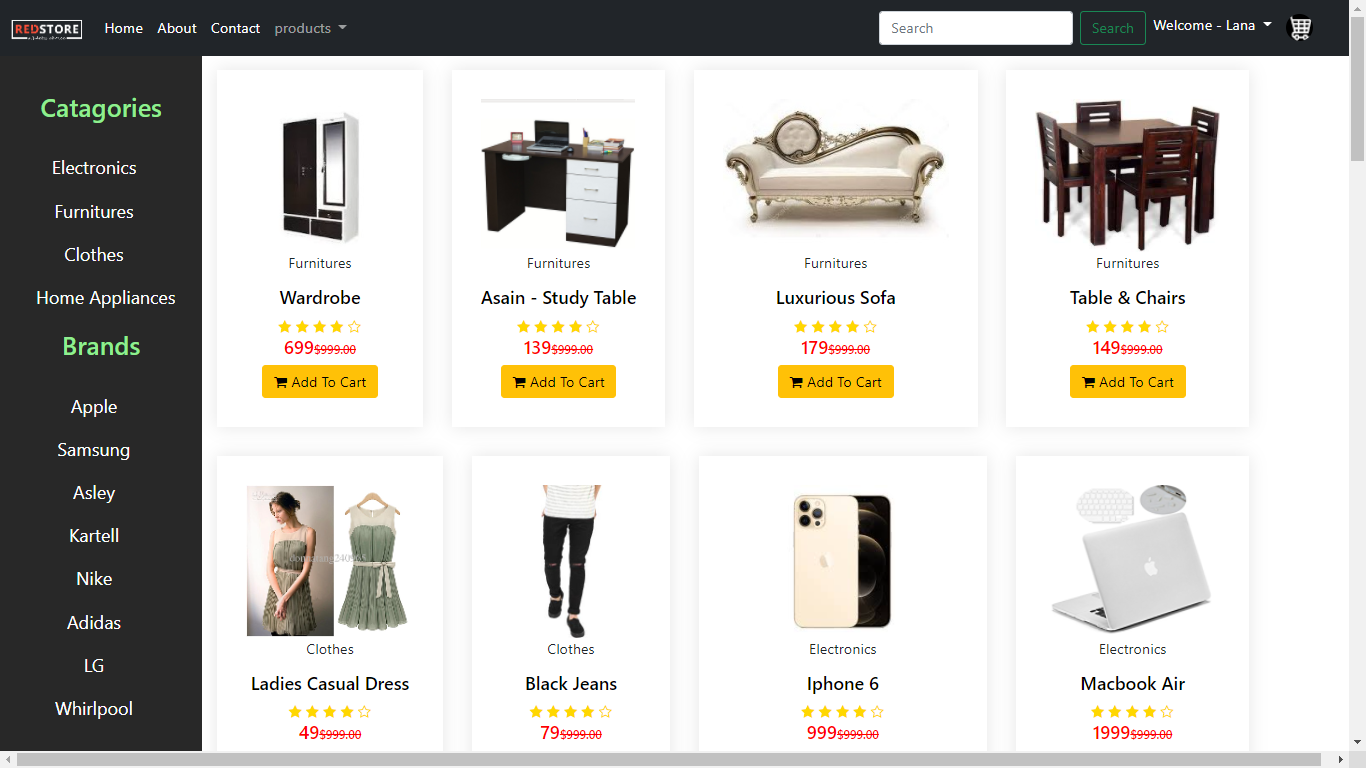 REDSTORE
Home About Contact products Search Search Welcome - Lana
Catagories
Electronics
Furnitures
Clothes
Home Appliances
Brands
Apple
Samsung
Asley
Kartell
Nike
Adidas
LG
Whirlpool
Furnitures
Wardrobe
699$999.00
Add To Cart
Furnitures
Asain - Study Table
139$999.00
Add To Cart
Furnitures
Luxurious Sofa
179$999.00
Add To Cart
Furnitures
Table & Chairs
149$999.00
Add To Cart
Clothes
Ladies Casual Dress
49$999.00
Clothes
Black Jeans
79$999.00
Electronics
Iphone 6
999$999.00
Electronics
Macbook Air
1999$999.00